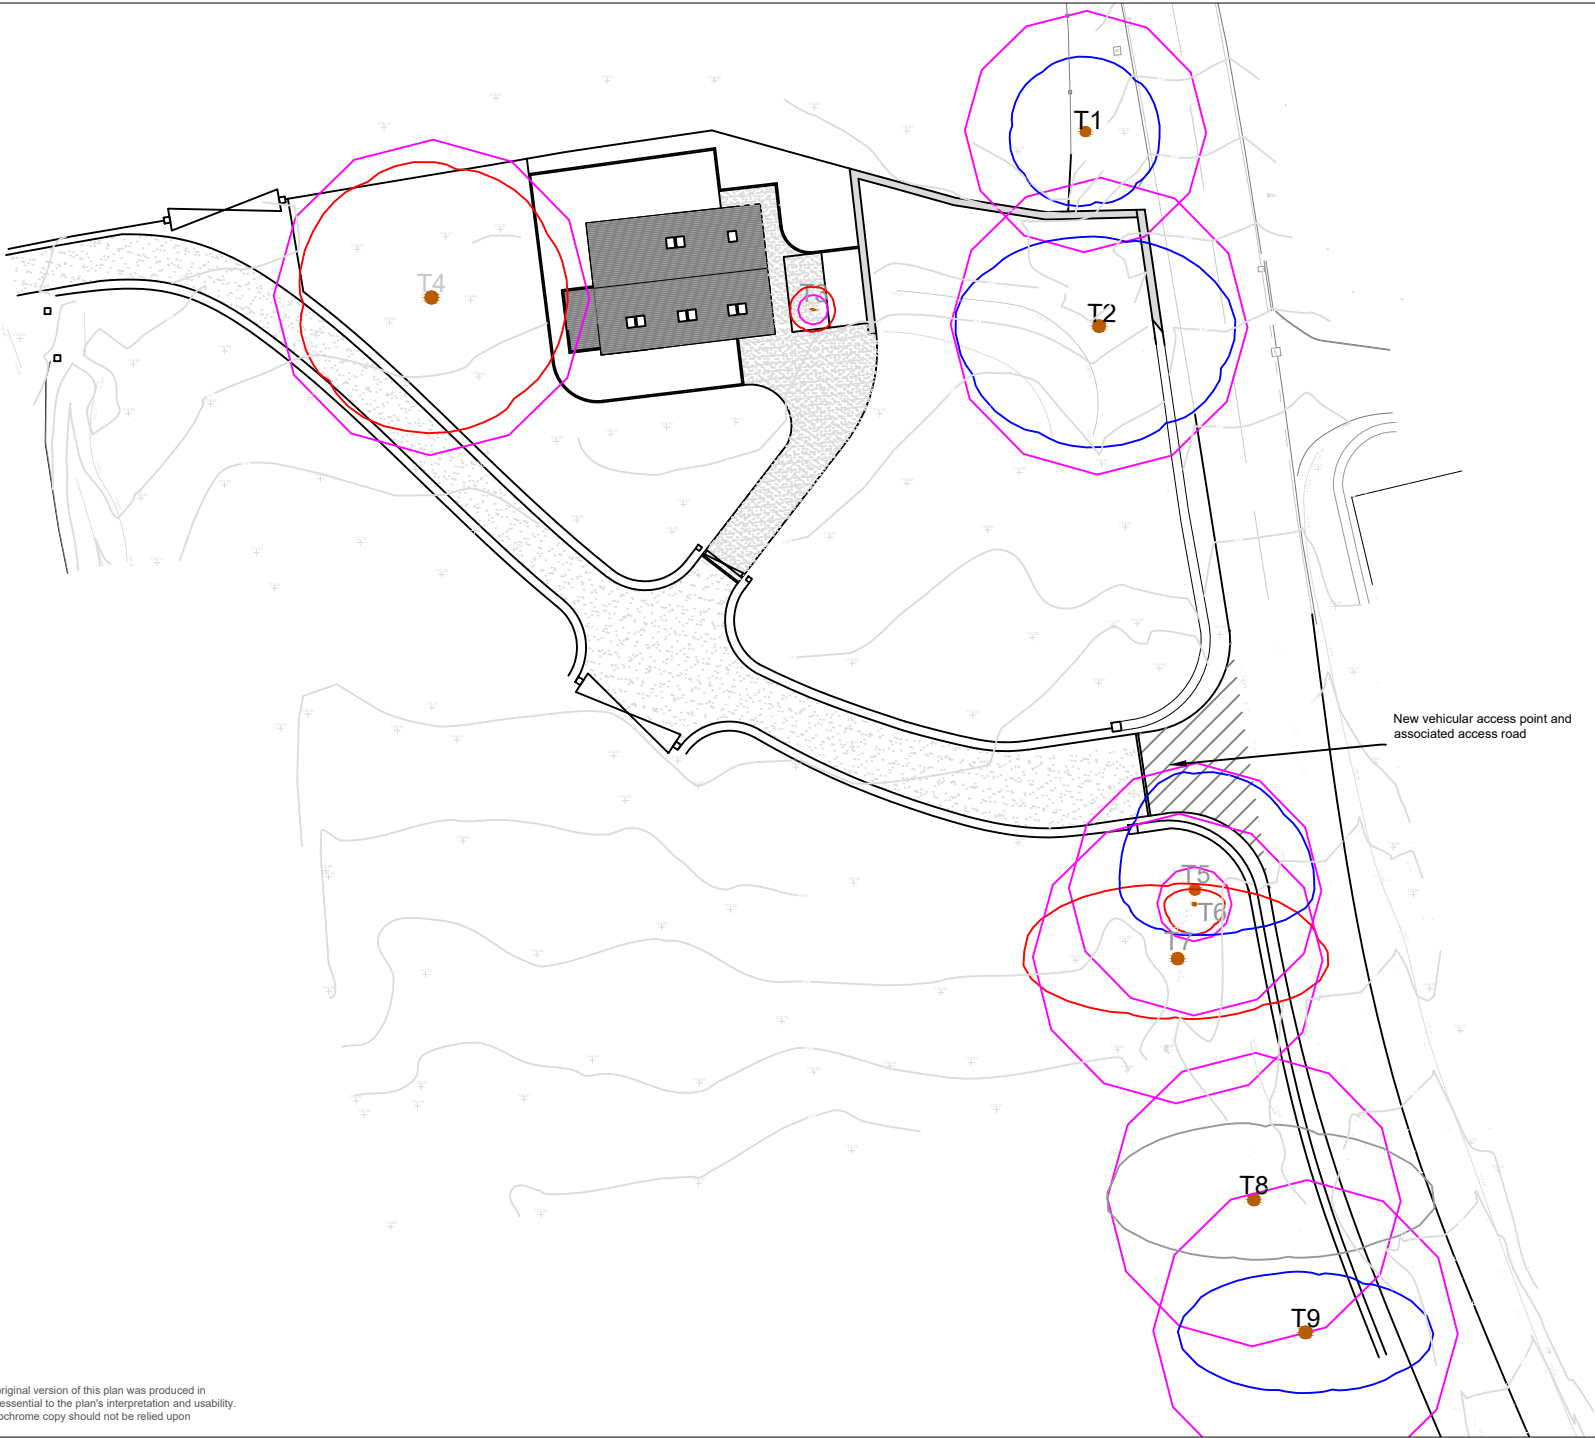 T1
T2
T3
T4
New vehicular access point and
associated access road
T5
T6
T7
T8
T9
original version of this plan was produced in
essential to the plan's interpretation and usability.
ochrome copy should not be relied upon